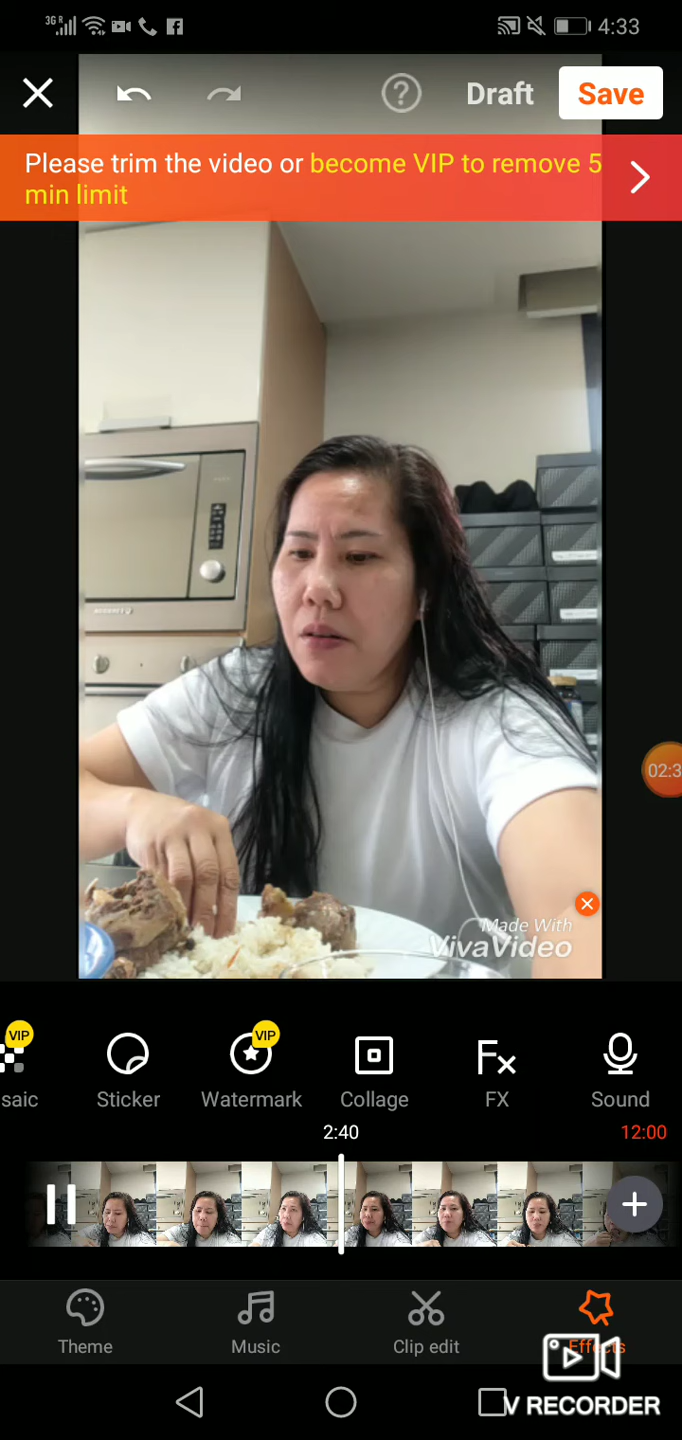 3G R 4:33
Draft Save
Please trim the video or become VIP to remove 5
min limit
02:3
Made With
VivaVideo
VIP VIP
saic Sticker Watermark Collage FX Sound
2:40 12:00
Theme Music Clip edit Effects
V RECORDER